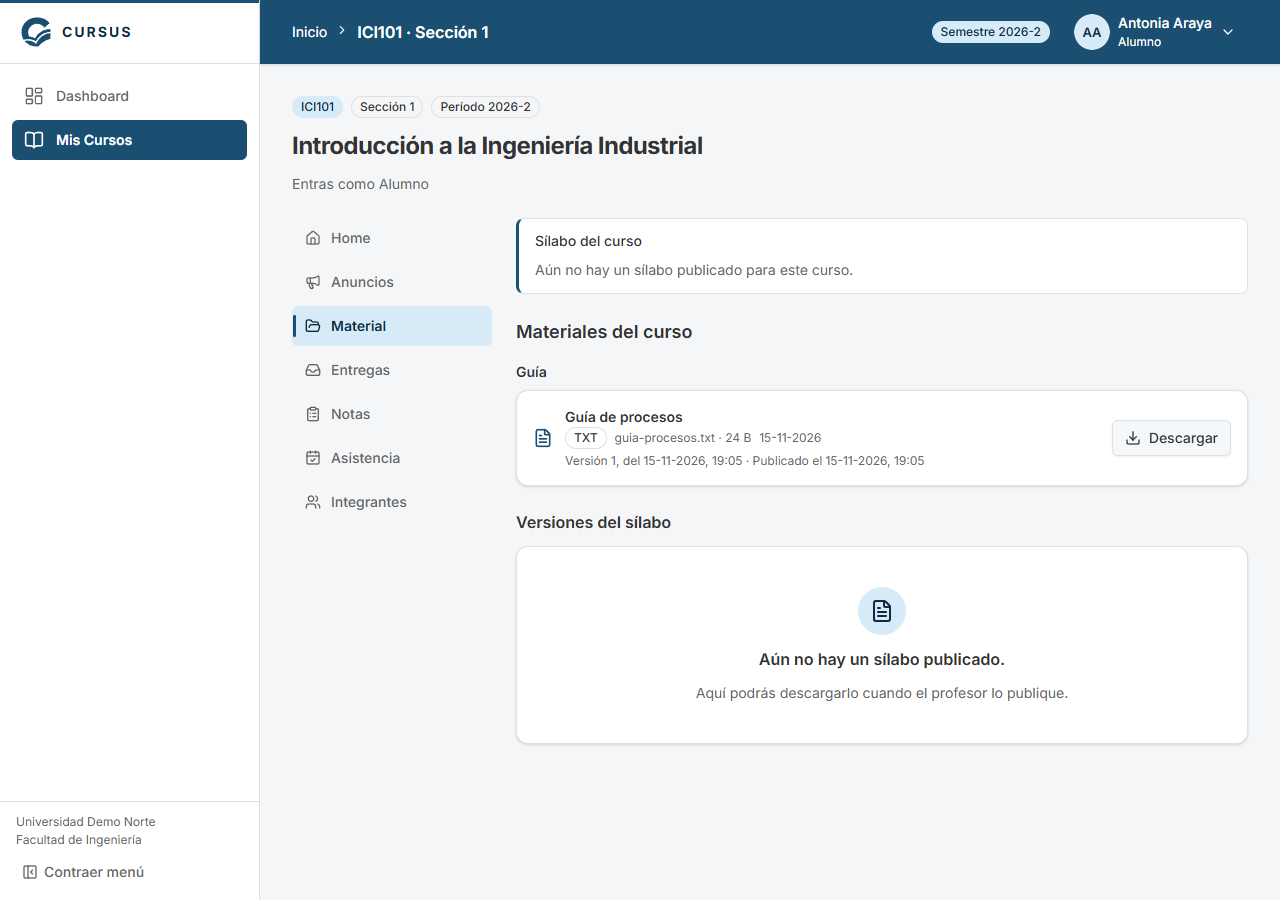 CURSUS
Inicio
ICI101 · Sección 1
Semestre 2026-2
AA
Antonia Araya
Alumno
Dashboard
Mis Cursos
ICI101
Sección 1
Período 2026-2
Introducción a la Ingeniería Industrial
Entras como Alumno
Home
Anuncios
Material
Entregas
Notas
Asistencia
Integrantes
Sílabo del curso
Aún no hay un sílabo publicado para este curso.
Materiales del curso
Guía
Guía de procesos
TXT guia-procesos.txt · 24 B 15-11-2026
Versión 1, del 15-11-2026, 19:05 · Publicado el 15-11-2026, 19:05
Descargar
Versiones del sílabo
Aún no hay un sílabo publicado.
Aquí podrás descargarlo cuando el profesor lo publique.
Universidad Demo Norte
Facultad de Ingeniería
Contraer menú